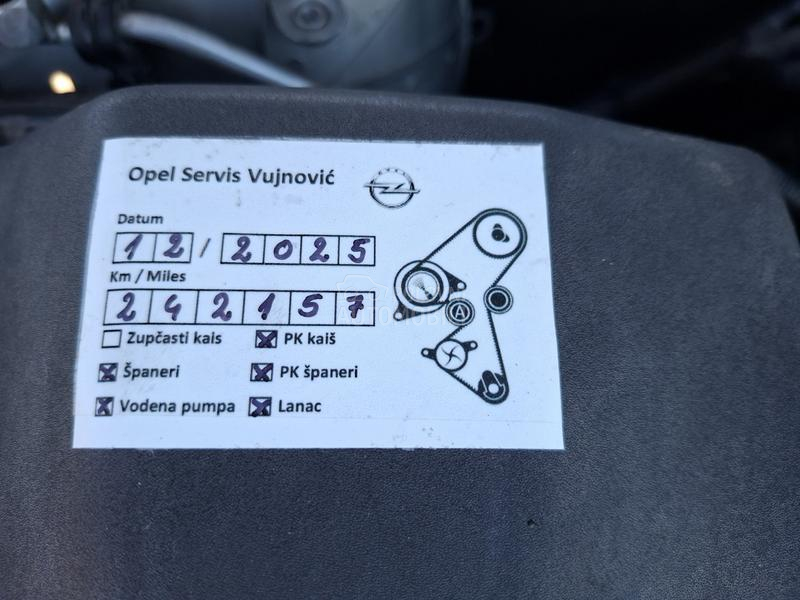 Opel Servis Vujnović
Datum
12/2025
Km / Miles
242157
Zupčasti kais
PK kaiš
Španeri
PK španeri
Vodena pumpa
Lanac
A